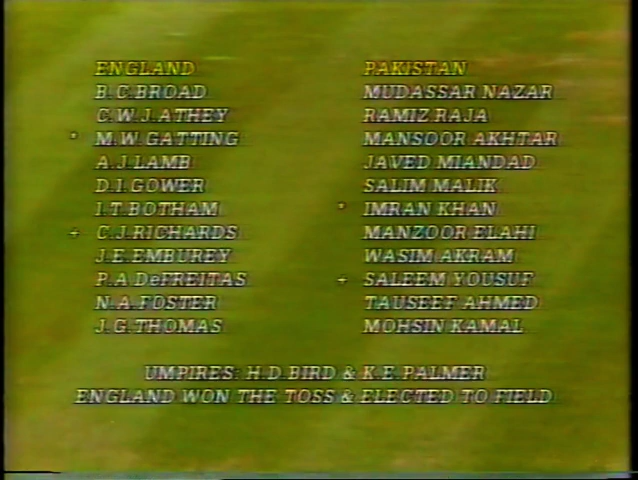 ENGLAND
B.C.BROAD
C.W.J.ATHEY
* M.W.GATTING
A.J.LAMB
D.I.GOWER
I.T.BOTHAM
+ C.J.RICHARDS
J.E.EMBUREY
P.A.DeFREITAS
N.A.FOSTER
J.G.THOMAS
PAKISTAN
MUDASSAR NAZAR
RAMIZ RAJA
MANSOOR AKHTAR
JAVED MIANDAD
SALIM MALIK
* IMRAN KHAN
MANZOOR ELAHI
WASIM AKRAM
+ SALEEM YOUSUF
TAUSEEF AHMED
MOHSIN KAMAL
UMPIRES: H.D.BIRD & K.E.PALMER
ENGLAND WON THE TOSS & ELECTED TO FIELD